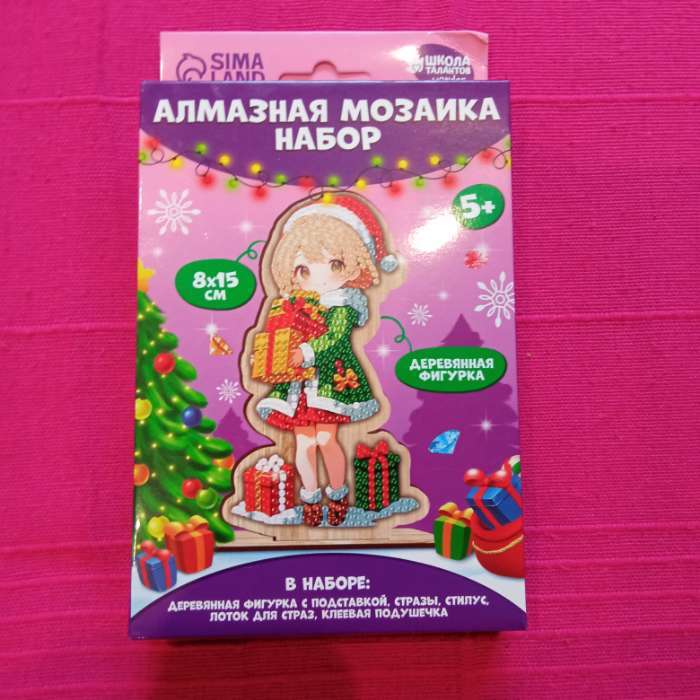 SIMA
LAND
ШКОЛА
ТАЛАНТОВ
АЛМАЗНАЯ МОЗАИКА
НАБОР
5+
8х15
СМ
ДЕРЕВЯННАЯ
ФИГУРКА
В НАБОРЕ:
ДЕРЕВЯННАЯ ФИГУРКА С ПОДСТАВКОЙ, СТРАЗЫ, СТИЛУС,
ЛОТОК ДЛЯ СТРАЗ, КЛЕЕВАЯ ПОДУШЕЧКА